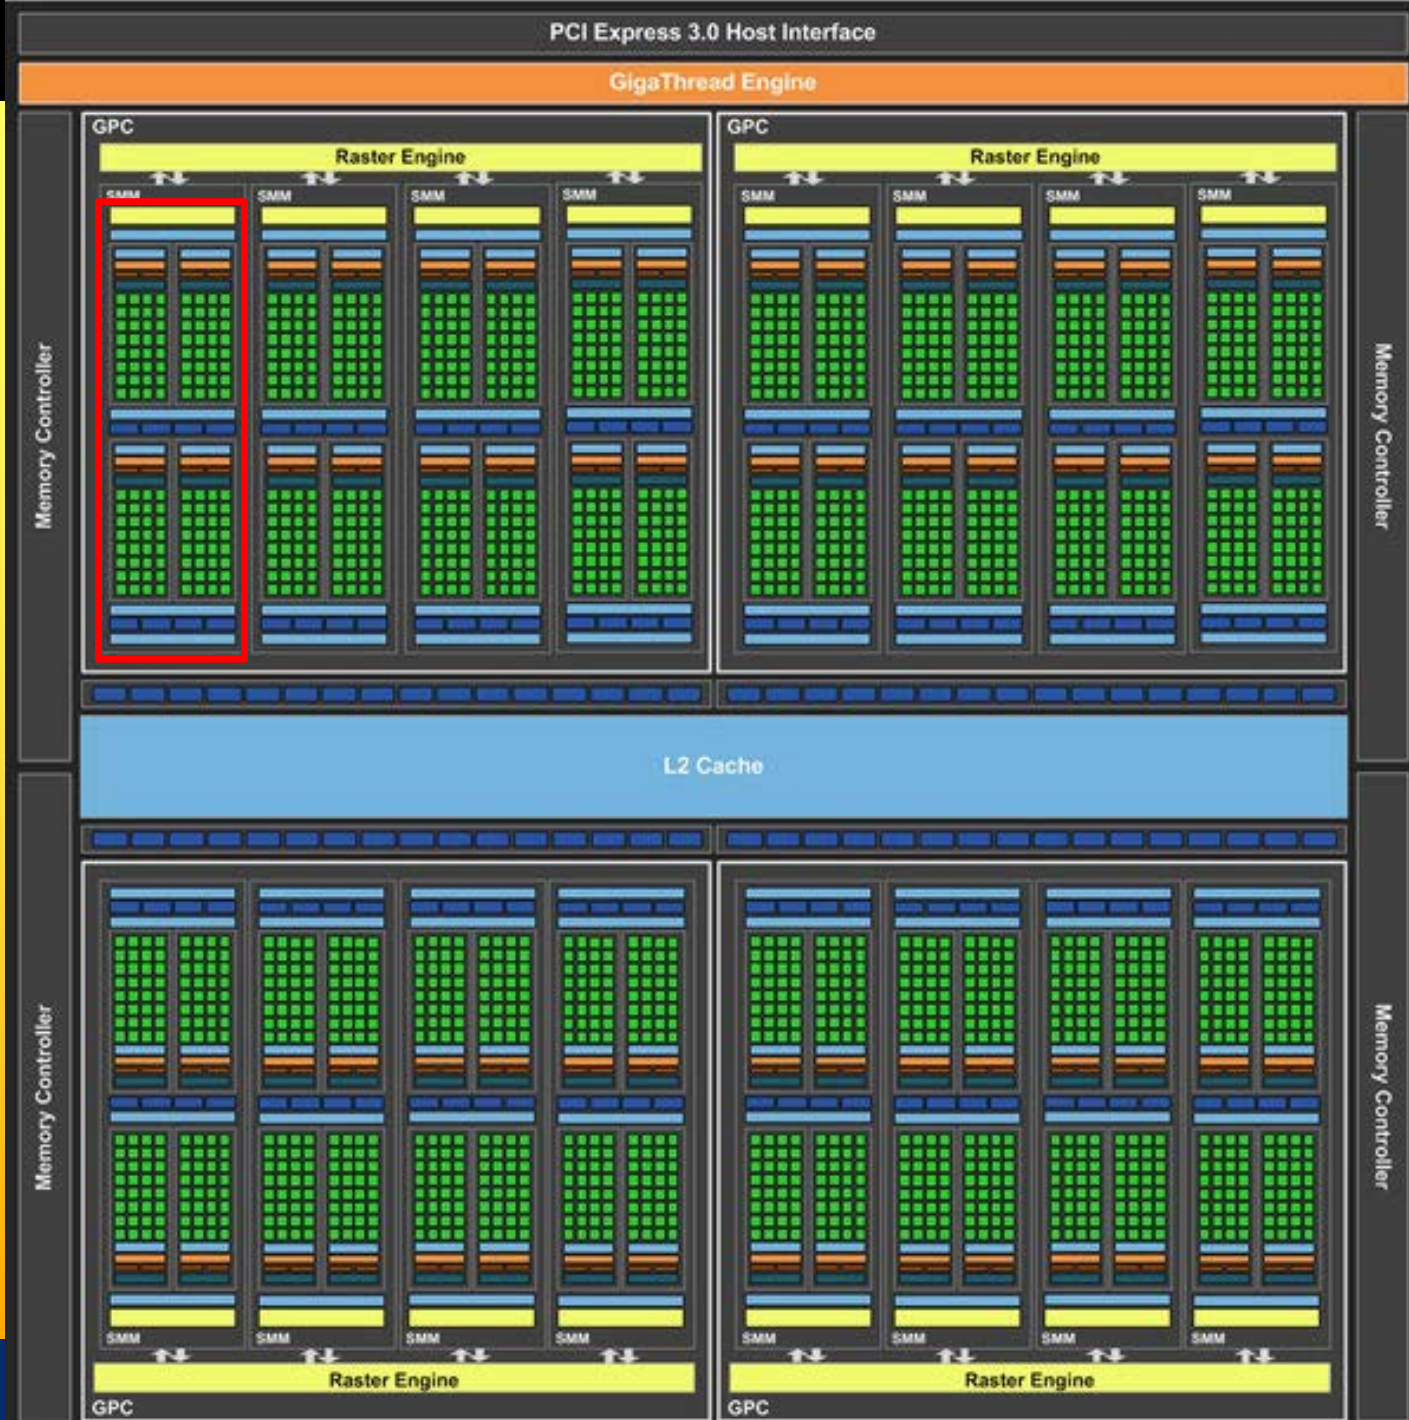 PCI Express 3.0 Host Interface
GigaThread Engine
GPC
GPC
Raster Engine
Raster Engine
SMM
SMM
SMM
SMM
SMM
SMM
SMM
SMM
Memory Controller
Memory Controller
L2 Cache
Memory Controller
Memory Controller
SMM
SMM
SMM
SMM
SMM
SMM
SMM
SMM
Raster Engine
Raster Engine
GPC
GPC